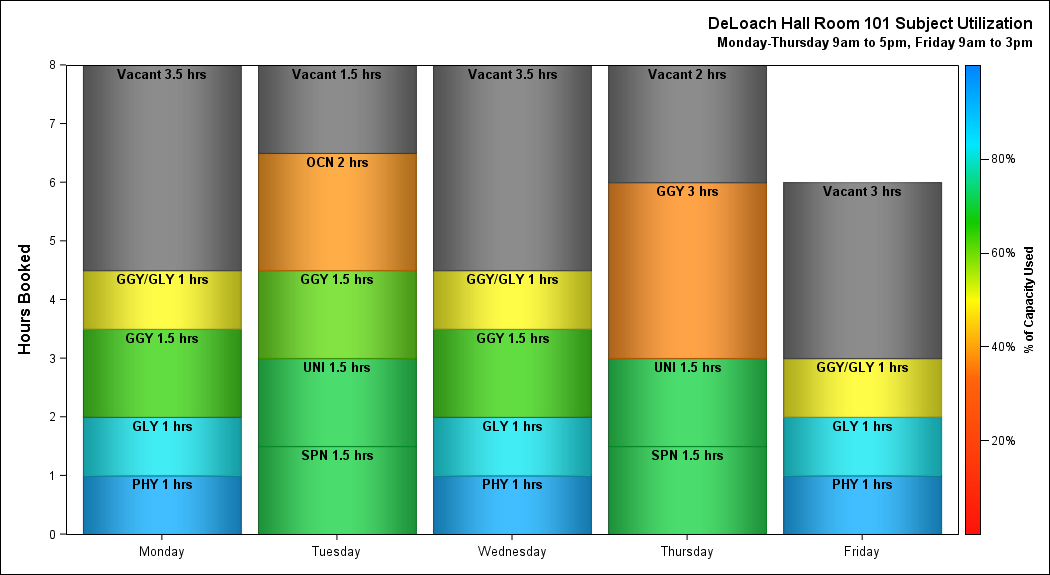 DeLoach Hall Room 101 Subject Utilization
Monday-Thursday 9am to 5pm, Friday 9am to 3pm
Hours Booked
8
7
6
5
4
3
2
1
0
Vacant 3.5 hrs
GGY/GLY 1 hrs
GGY 1.5 hrs
GLY 1 hrs
PHY 1 hrs
Monday
Vacant 1.5 hrs
OCN 2 hrs
GGY 1.5 hrs
UNI 1.5 hrs
SPN 1.5 hrs
Tuesday
Vacant 3.5 hrs
GGY/GLY 1 hrs
GGY 1.5 hrs
GLY 1 hrs
PHY 1 hrs
Wednesday
Vacant 2 hrs
GGY 3 hrs
UNI 1.5 hrs
SPN 1.5 hrs
Thursday
Vacant 3 hrs
GGY/GLY 1 hrs
GLY 1 hrs
PHY 1 hrs
Friday
80%
60%
40%
20%
% of Capacity Used